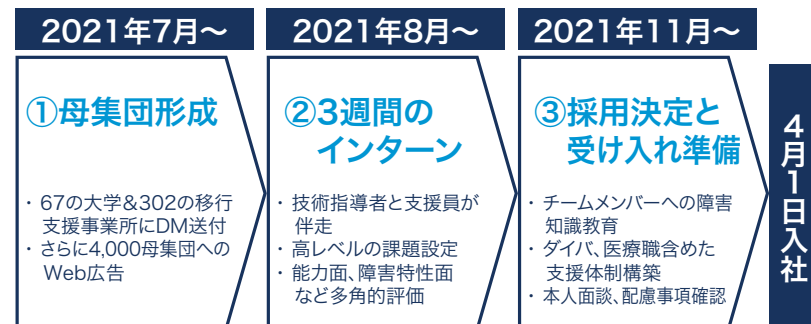 2021年7月～
①母集団形成
・67の大学&302の移行
支援事業所にDM送付
・さらに4,000母集団への
Web広告
2021年8月～
②3週間の
インターン
・技術指導者と支援員が
伴走
・高レベルの課題設定
・能力面、障害特性面
など多角的評価
2021年11月～
③採用決定と
受け入れ準備
・チームメンバーへの障害
知識教育
・ダイバ、医療職含めた
支援体制構築
・本人面談、配慮事項確認
4月1日入社